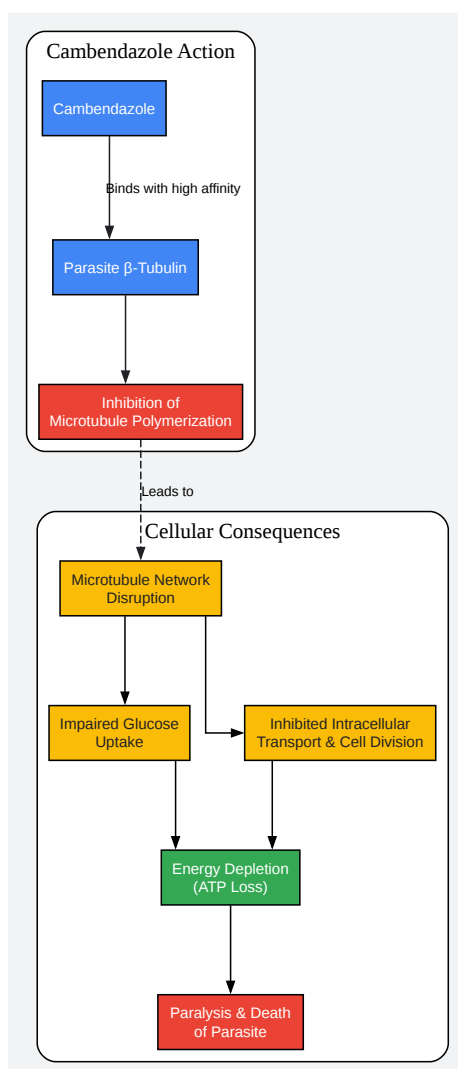 Cambendazole Action
Cambendazole
Binds with high affinity
Parasite β-Tubulin
Inhibition of
Microtubule Polymerization
Leads to
Cellular Consequences
Microtubule Network
Disruption
Impaired Glucose
Uptake
Inhibited Intracellular
Transport & Cell Division
Energy Depletion
(ATP Loss)
Paralysis & Death
of Parasite